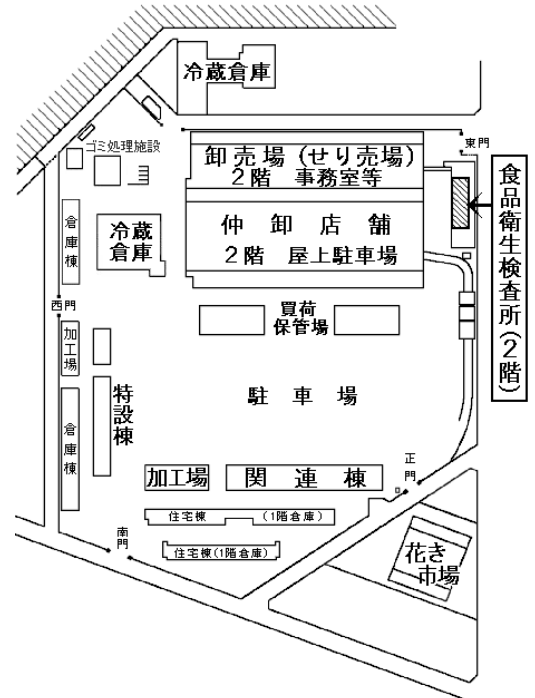 冷蔵倉庫
ゴミ処理施設
東門
卸売場(せり売場)
2階 事務室等
食品衛生検査所(2階)
倉庫棟
冷蔵
倉庫
仲卸店舗
2階 屋上駐車場
西門
買荷
保管場
加工場
特設棟
駐車場
倉庫棟
正門
加工場
関連棟
住宅棟 (1階倉庫)
南門
住宅棟(1階倉庫)
花き
市場